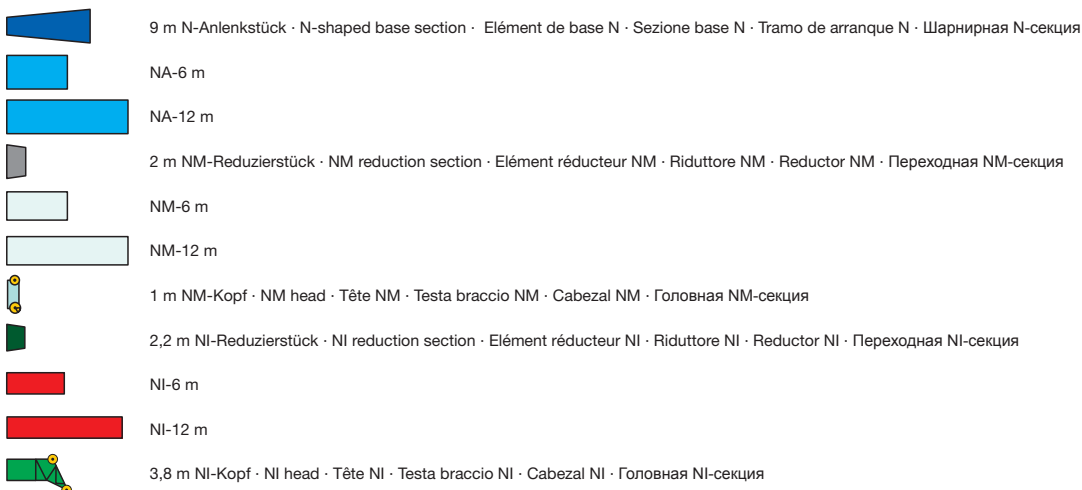 9 m N-Anlenkstück · N-shaped base section · Elément de base N · Sezione base N · Tramo de arranque N · Шарнирная N-секция
NA-6 m
NA-12 m
2 m NM-Reduzierstück · NM reduction section · Elément réducteur NM · Riduttore NM · Reductor NM · Переходная NM-секция
NM-6 m
NM-12 m
1 m NM-Kopf · NM head · Tête NM · Testa braccio NM · Cabezal NM · Головная NM-секция
2,2 m NI-Reduzierstück · NI reduction section · Elément réducteur NI · Riduttore NI · Reductor NI · Переходная NI-секция
NI-6 m
NI-12 m
3,8 m NI-Kopf · NI head · Tête NI · Testa braccio NI · Cabezal NI · Головная NI-секция